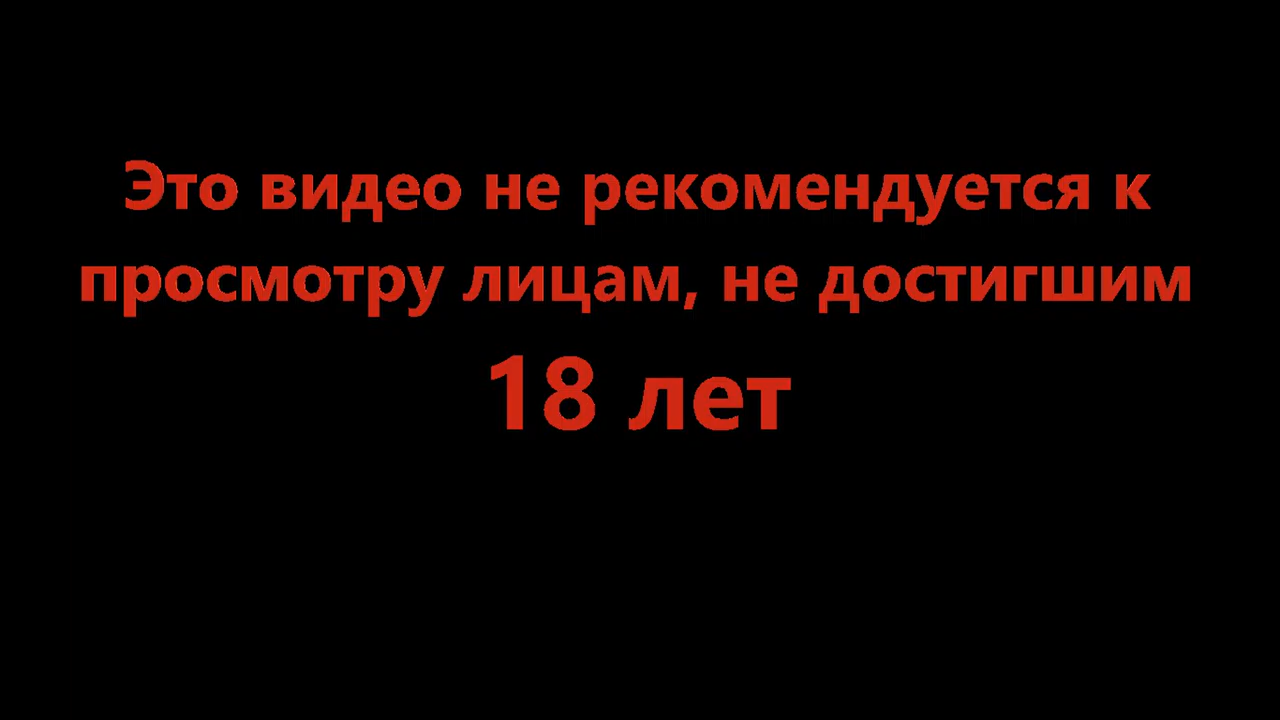 Это видео не рекомендуется к
просмотру лицам, не достигшим
18 лет